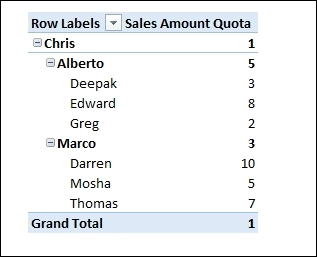 Row Labels Sales Amount Quota
Chris 1
Alberto 5
Deepak 3
Edward 8
Greg 2
Marco 3
Darren 10
Mosha 5
Thomas 7
Grand Total 1